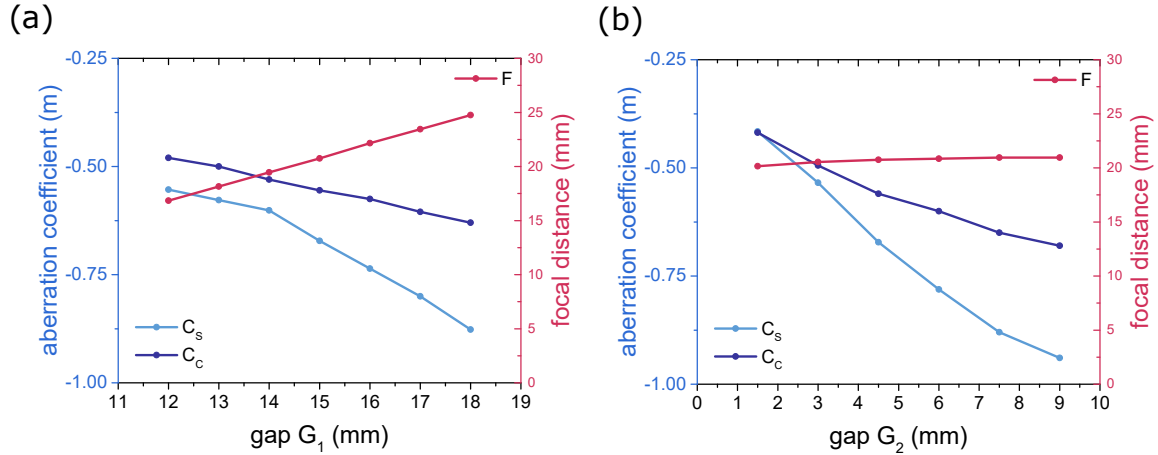 (a)
-0.25
-0.50
-0.75
-1.00
aberration coefficient (m)
30
25
20
15
10
5
0
focal distance (mm)
F
C_S
C_C
11 12 13 14 15 16 17 18 19
gap G_1 (mm)
(b)
-0.25
-0.50
-0.75
-1.00
aberration coefficient (m)
30
25
20
15
10
5
0
focal distance (mm)
F
C_S
C_C
0 1 2 3 4 5 6 7 8 9 10
gap G_2 (mm)